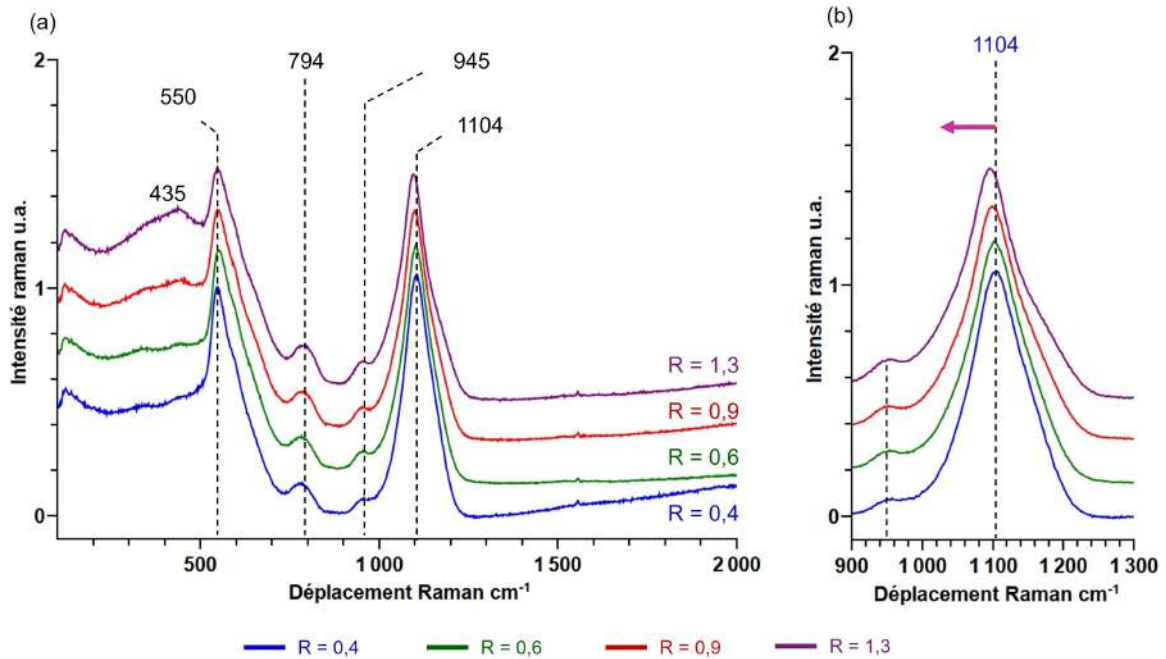 (a)
2
1
0
Intensité raman u.a.
550
435
794
945
1104
R = 1,3
R = 0,9
R = 0,6
R = 0,4
500
1 000
1 500
2 000
Déplacement Raman cm-1
(b)
2
1
0
Intensité raman u.a.
1104
900
1 000
1 100
1 200
1 300
Déplacement Raman cm-1
R = 0,4
R = 0,6
R = 0,9
R = 1,3